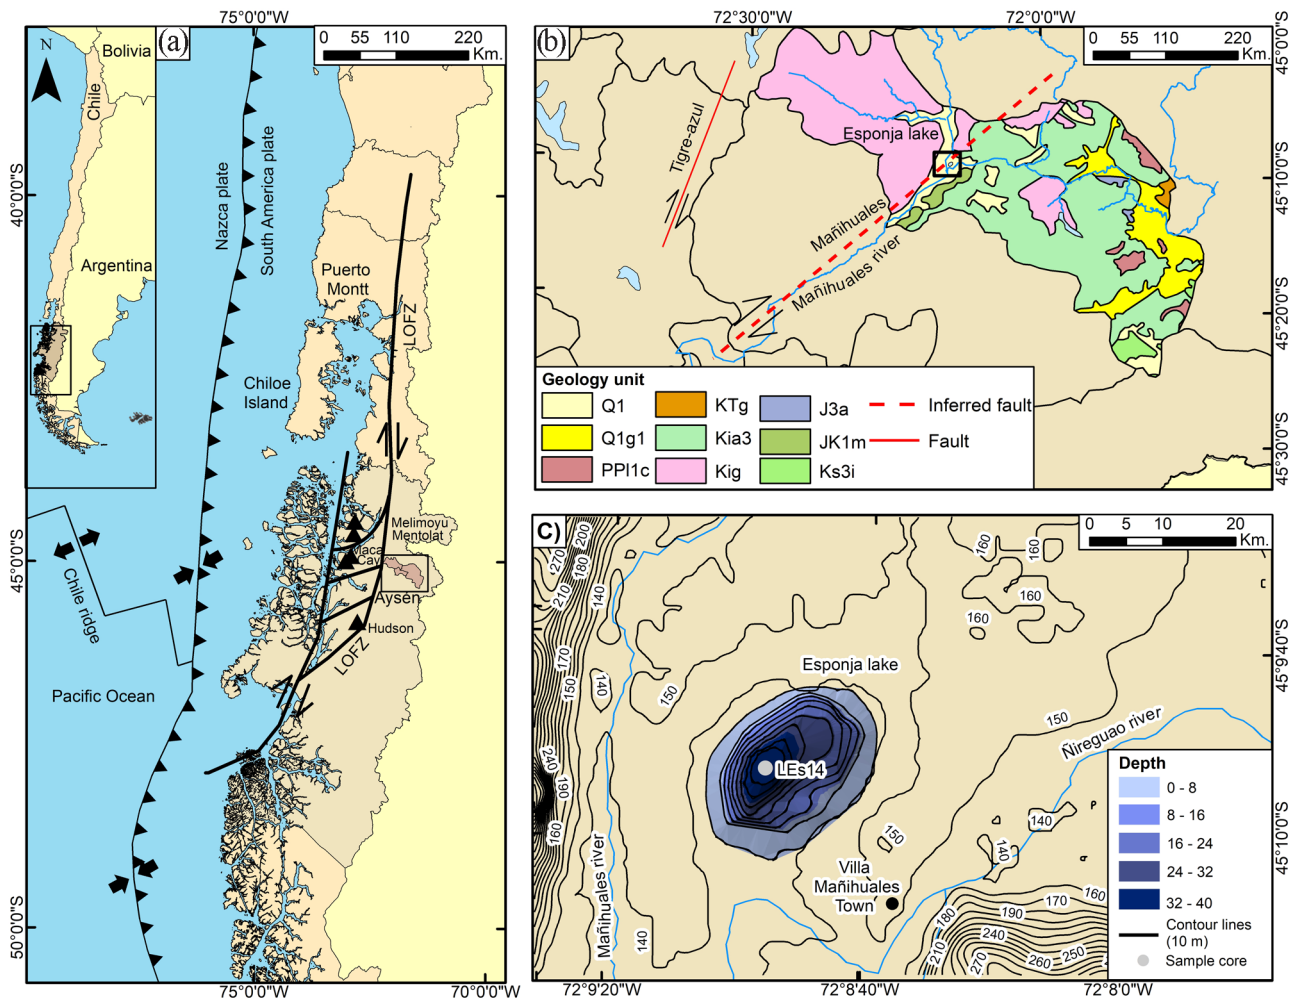 75°0'0"W
(a)
0 55 110 220
Km.
N
Bolivia
Chile
Argentina
40°0'0"S
45°0'0"S
50°0'0"S
Nazca plate
South America plate
Puerto
Montt
LOFZ
Chiloe
Island
Melimoyu
Mentolat
Maca
Cay
Aysén
Hudson
LOFZ
Chile ridge
Pacific Ocean
75°0'0"W
70°0'0"W
72°30'0"W
72°0'0"W
(b)
0 55 110 220
Km.
45°0'0"S
45°10'0"S
45°20'0"S
45°30'0"S
Tigre-azul
Esponja lake
Mañihuales
Mañihuales river
Geology unit
Q1
Q1g1
PPl1c
KTg
Kia3
Kig
J3a
JK1m
Ks3i
Inferred fault
Fault
C)
0 5 10 20
Km.
270
200
180
210
140
170
150
140
150
240
190
160
140
160
160
160
160
150
150
140
140
Esponja lake
LEs14
Ñireguao river
Mañihuales river
Villa
Mañihuales
Town
180
210
270
190
240
260
170
250
160
45°9'40"S
45°10'0"S
Depth
0 - 8
8 - 16
16 - 24
24 - 32
32 - 40
Contour lines
(10 m)
Sample core
72°9'20"W
72°8'40"W
72°8'0"W